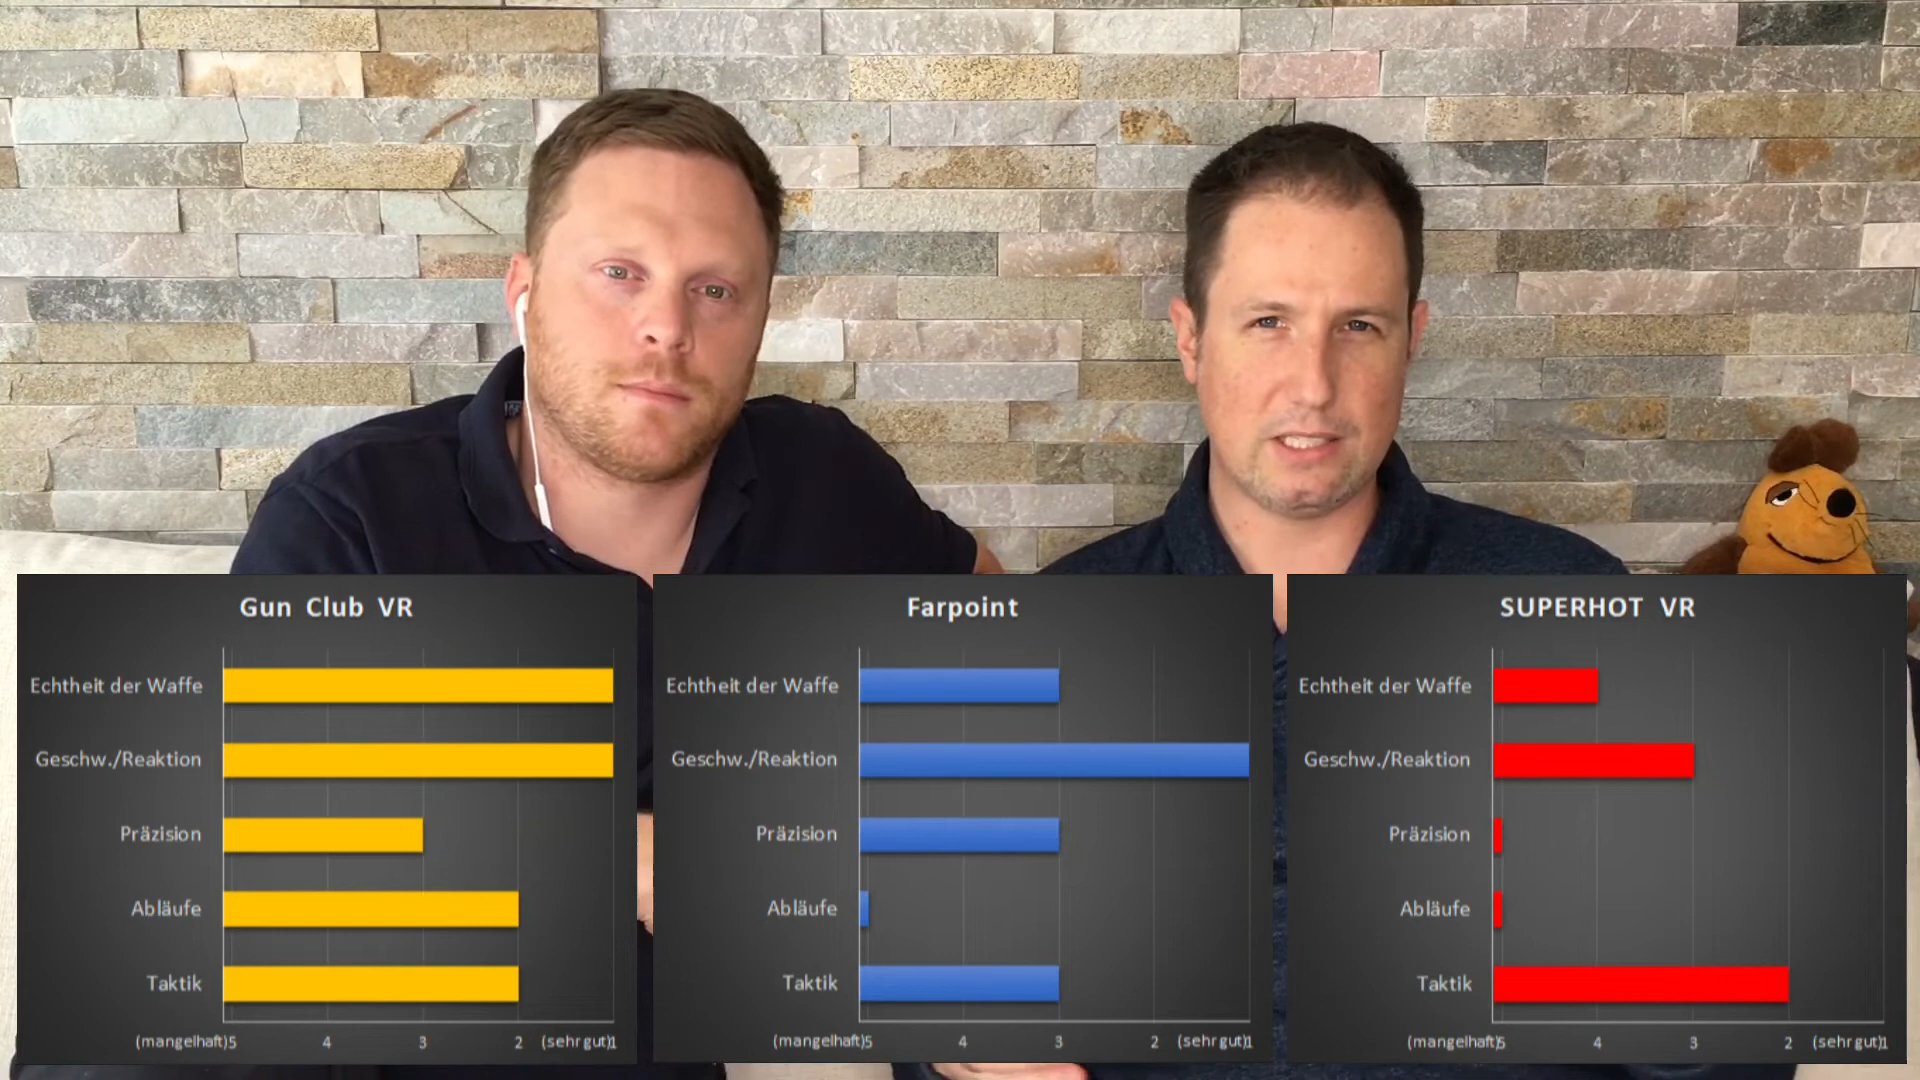 Gun Club VR
Echtheit der Waffe
Geschw./Reaktion
Präzision
Abläufe
Taktik
(mangelhaft)5 4 3 2 (sehr gut)1
Farpoint
Echtheit der Waffe
Geschw./Reaktion
Präzision
Abläufe
Taktik
(mangelhaft)5 4 3 2 (sehr gut)1
SUPERHOT VR
Echtheit der Waffe
Geschw./Reaktion
Präzision
Abläufe
Taktik
(mangelhaft)5 4 3 2 (sehr gut)1